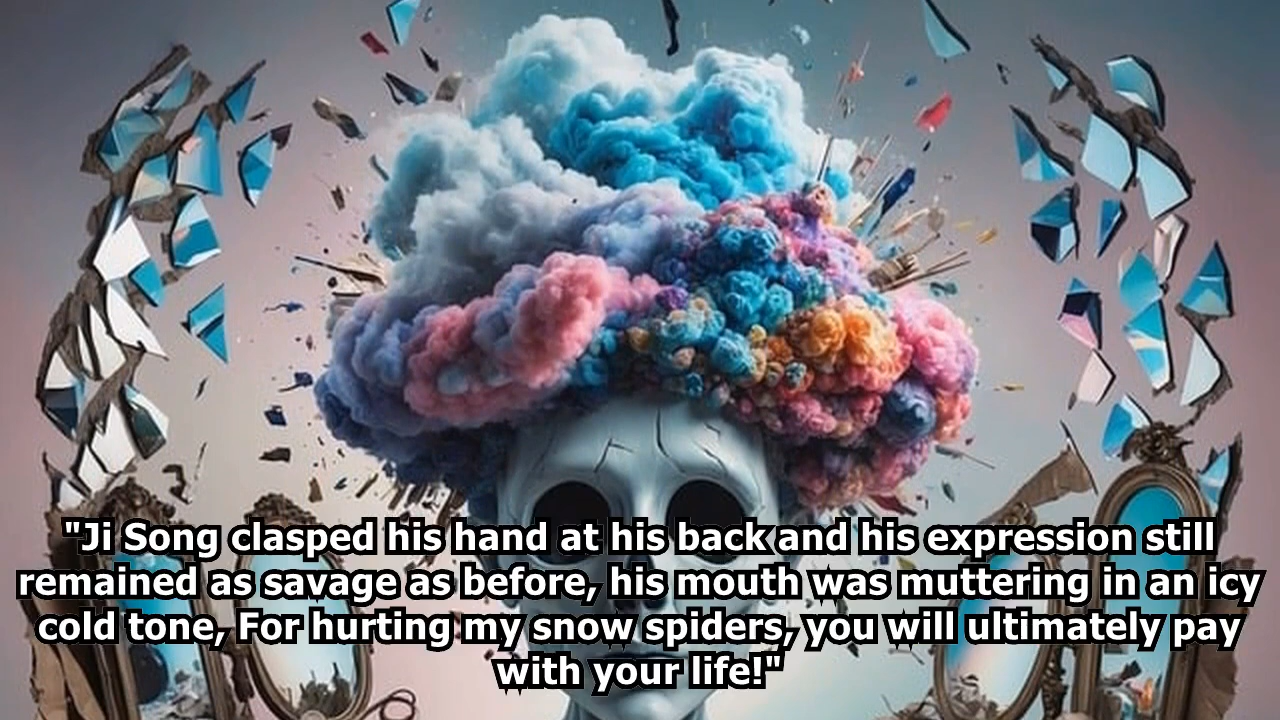 "Ji Song clasped his hand at his back and his expression still
remained as savage as before, his mouth was muttering in an icy
cold tone, For hurting my snow spiders, you will ultimately pay
with your life!"